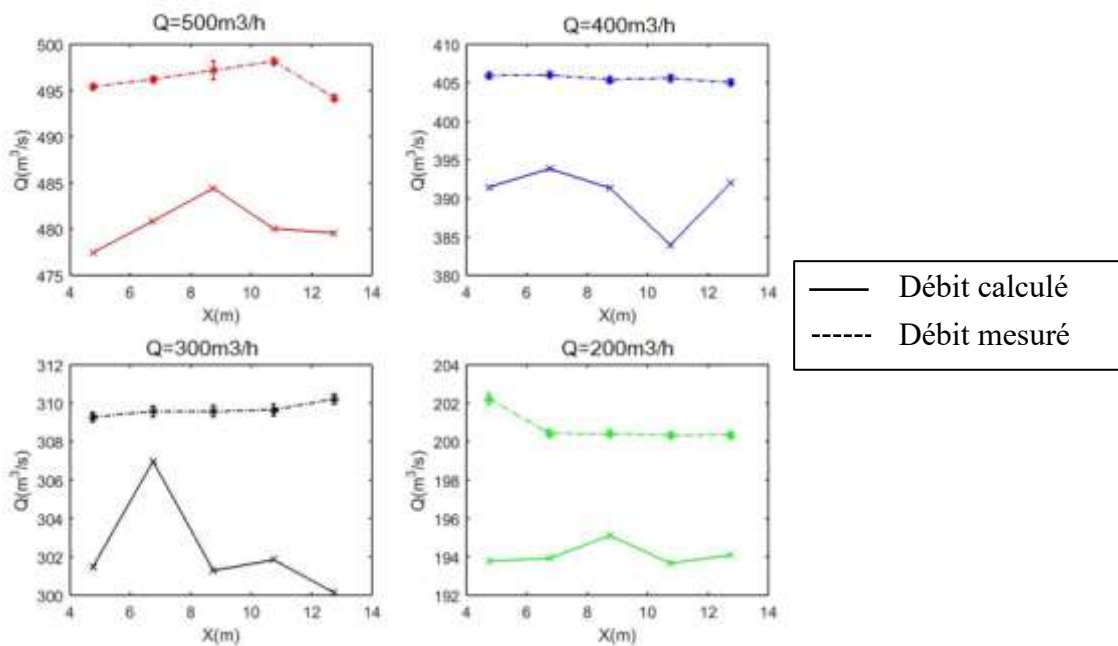 Q=500m3/h
500
495
490
485
480
475
Q(m³/s)
4 6 8 10 12 14
X(m)
Q=400m3/h
410
405
400
395
390
385
380
Q(m³/s)
4 6 8 10 12 14
X(m)
Q=300m3/h
312
310
308
306
304
302
300
Q(m³/s)
4 6 8 10 12 14
X(m)
Q=200m3/h
204
202
200
198
196
194
192
Q(m³/s)
4 6 8 10 12 14
X(m)
Débit calculé
Débit mesuré